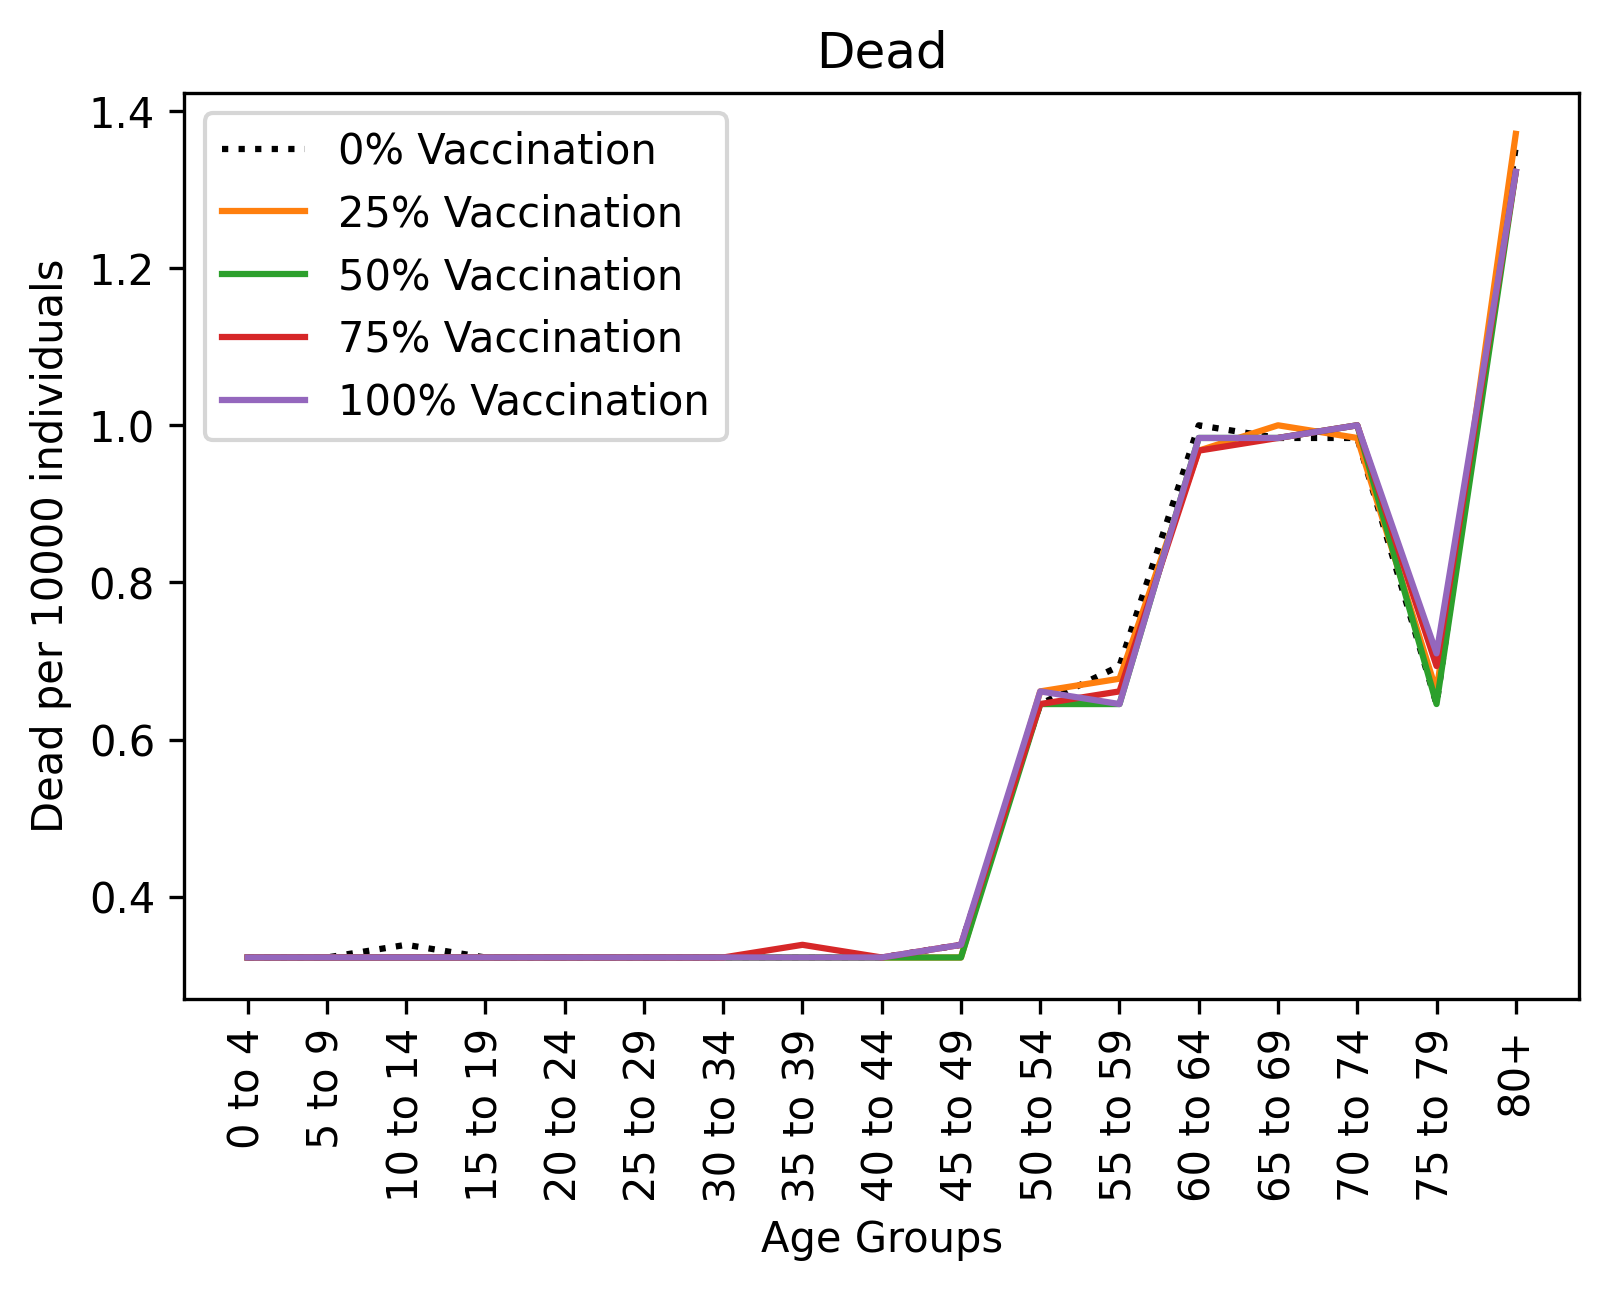 Dead
1.4
1.2
1.0
0.8
0.6
0.4
Dead per 10000 individuals
0% Vaccination
25% Vaccination
50% Vaccination
75% Vaccination
100% Vaccination
0 to 4
5 to 9
10 to 14
15 to 19
20 to 24
25 to 29
30 to 34
35 to 39
40 to 44
45 to 49
50 to 54
55 to 59
60 to 64
65 to 69
70 to 74
75 to 79
80+
Age Groups